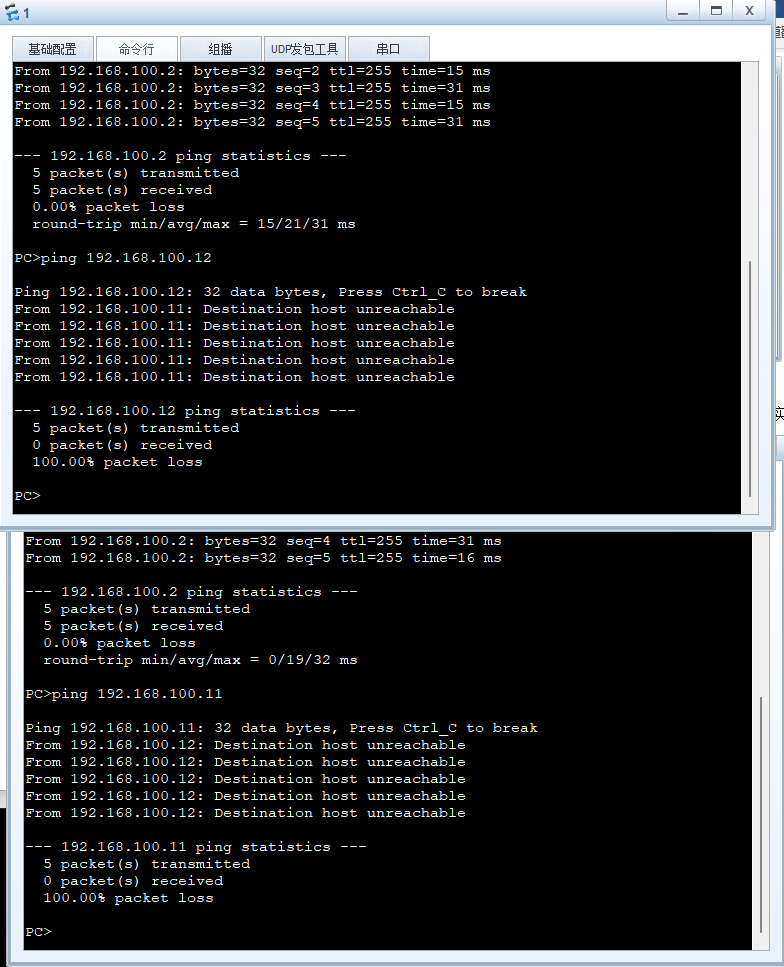 1
基础配置 命令行 组播 UDP发包工具 串口
From 192.168.100.2: bytes=32 seq=2 ttl=255 time=15 ms
From 192.168.100.2: bytes=32 seq=3 ttl=255 time=31 ms
From 192.168.100.2: bytes=32 seq=4 ttl=255 time=15 ms
From 192.168.100.2: bytes=32 seq=5 ttl=255 time=31 ms
--- 192.168.100.2 ping statistics ---
5 packet(s) transmitted
5 packet(s) received
0.00% packet loss
round-trip min/avg/max = 15/21/31 ms
PC>ping 192.168.100.12
Ping 192.168.100.12: 32 data bytes, Press Ctrl_C to break
From 192.168.100.11: Destination host unreachable
From 192.168.100.11: Destination host unreachable
From 192.168.100.11: Destination host unreachable
From 192.168.100.11: Destination host unreachable
From 192.168.100.11: Destination host unreachable
--- 192.168.100.12 ping statistics ---
5 packet(s) transmitted
0 packet(s) received
100.00% packet loss
PC>
From 192.168.100.2: bytes=32 seq=4 ttl=255 time=31 ms
From 192.168.100.2: bytes=32 seq=5 ttl=255 time=16 ms
--- 192.168.100.2 ping statistics ---
5 packet(s) transmitted
5 packet(s) received
0.00% packet loss
round-trip min/avg/max = 0/19/32 ms
PC>ping 192.168.100.11
Ping 192.168.100.11: 32 data bytes, Press Ctrl_C to break
From 192.168.100.12: Destination host unreachable
From 192.168.100.12: Destination host unreachable
From 192.168.100.12: Destination host unreachable
From 192.168.100.12: Destination host unreachable
From 192.168.100.12: Destination host unreachable
--- 192.168.100.11 ping statistics ---
5 packet(s) transmitted
0 packet(s) received
100.00% packet loss
PC>